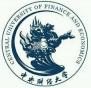 CENTRAL UNIVERSITY OF FINANCE AND ECONOMICS
中央财经大学